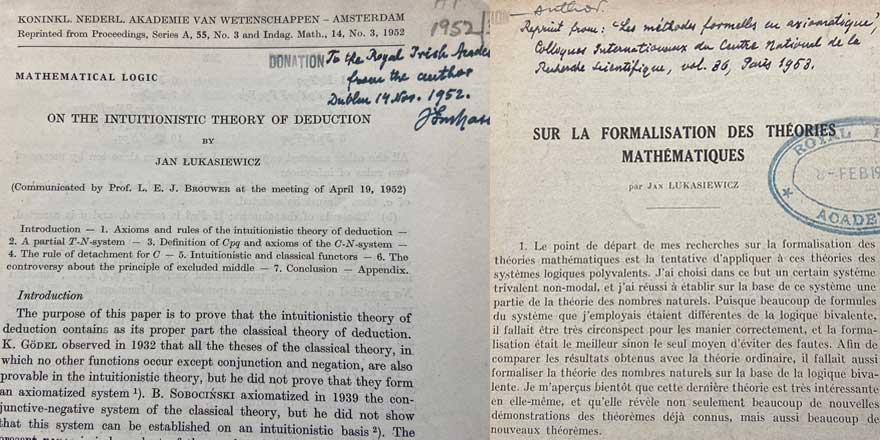 KONINKL. NEDERL. AKADEMIE VAN WETENSCHAPPEN – AMSTERDAM
Reprinted from Proceedings, Series A, 55, No. 3 and Indag. Math., 14, No. 3, 1952
1952
DONATION To the Royal Irish Acade
from the author
Dublin 14 Nov. 1952.
MATHEMATICAL LOGIC
ON THE INTUITIONISTIC THEORY OF DEDUCTION
BY
JAN ŁUKASIEWICZ
(Communicated by Prof. L. E. J. BROUWER at the meeting of April 19, 1952)
Introduction — 1. Axioms and rules of the intuitionistic theory of deduction —
2. A partial T-N-system — 3. Definition of Cpq and axioms of the C-N-system —
4. The rule of detachment for C — 5. Intuitionistic and classical functors — 6. The
controversy about the principle of excluded middle — 7. Conclusion — Appendix.
Introduction
The purpose of this paper is to prove that the intuitionistic theory of
deduction contains as its proper part the classical theory of deduction.
K. GÖDEL observed in 1932 that all the theses of the classical theory, in
which no other functions occur except conjunction and negation, are also
provable in the intuitionistic theory, but he did not prove that they form
an axiomatized system ¹). B. SOBOCIŃSKI axiomatized in 1939 the con-
junctive-negative system of the classical theory, but he did not show
that this system can be established on an intuitionistic basis ²). The
Author.
Reprint from: "Les méthodes formelles en axiomatique",
Colloques Internationaux du Centre National de la
Recherche Scientifique, vol. 36, Paris 1953.
SUR LA FORMALISATION DES THÉORIES
MATHÉMATIQUES
par JAN ŁUKASIEWICZ
ROYAL
8-FEB19
ACADE
1. Le point de départ de mes recherches sur la formalisation des
théories mathématiques est la tentative d'appliquer à ces théories des
systèmes logiques polyvalents. J'ai choisi dans ce but un certain système
trivalent non-modal, et j'ai réussi à établir sur la base de ce système une
partie de la théorie des nombres naturels. Puisque beaucoup de formules
du système que j'employais étaient différentes de la logique bivalente,
il fallait être très circonspect pour les manier correctement, et la forma-
lisation était le meilleur sinon le seul moyen d'éviter des fautes. Afin de
comparer les résultats obtenus avec la théorie ordinaire, il fallait aussi
formaliser la théorie des nombres naturels sur la base de la logique biva-
lente. Je m'aperçus bientôt que cette dernière théorie est très intéressante
en elle-même, et qu'elle révèle non seulement beaucoup de nouvelles
démonstrations des théorèmes déjà connus, mais aussi beaucoup de
nouveaux théorèmes.